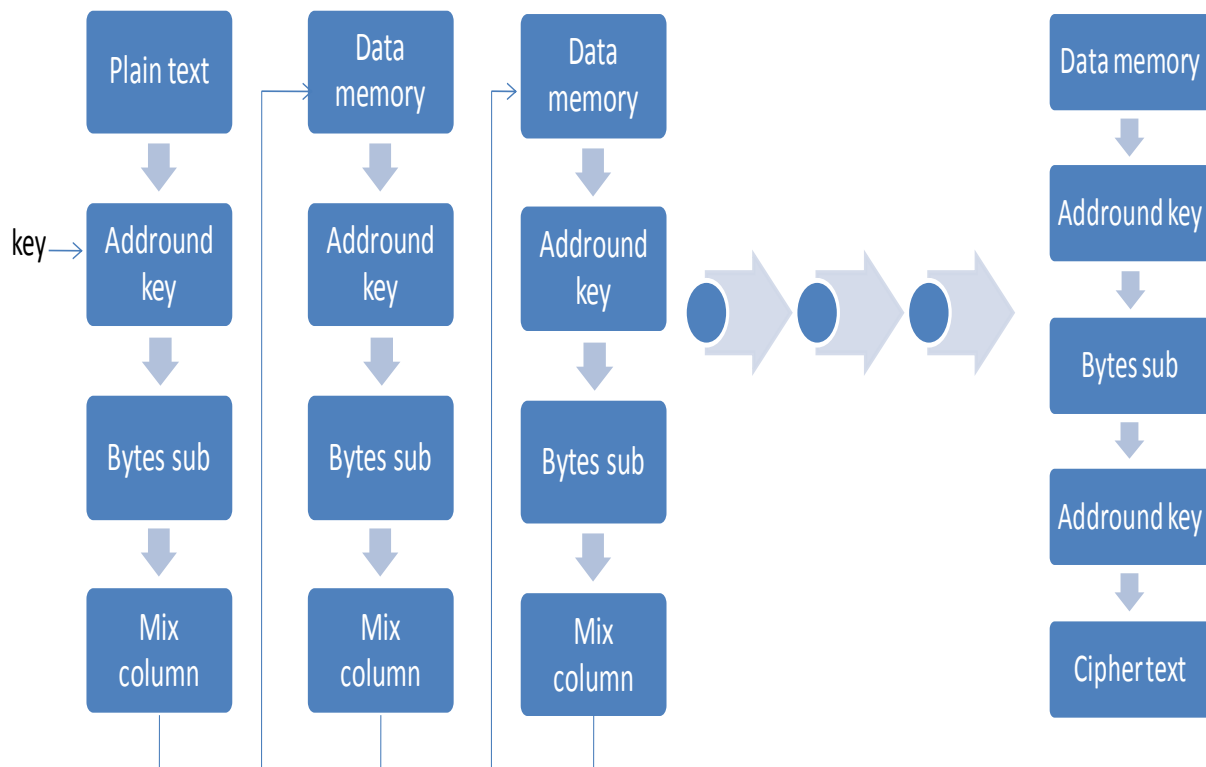 Plain text
key
Addround
key
Bytes sub
Mix
column
Data
memory
Addround
key
Bytes sub
Mix
column
Data
memory
Addround
key
Bytes sub
Mix
column
Data memory
Addround key
Bytes sub
Addround key
Cipher text